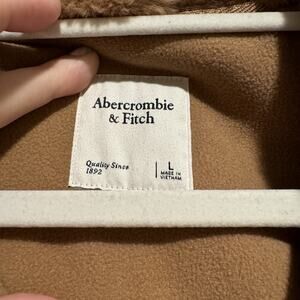 Abercrombie
& Fitch
Quality Since
1892
L
MADE IN
VIETNAM